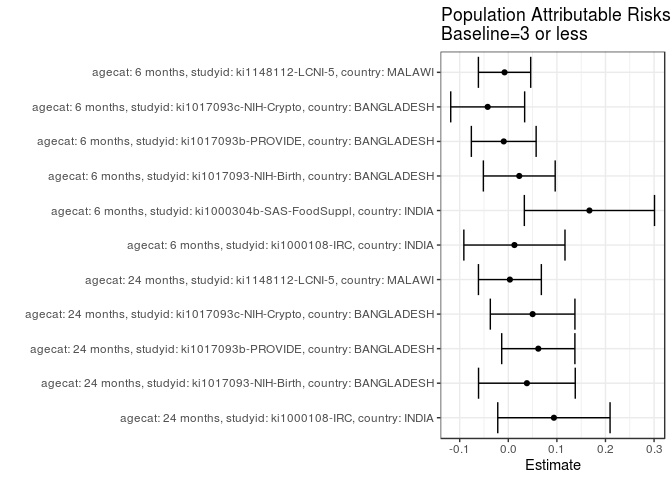 Population Attributable Risks
Baseline=3 or less
agecat: 6 months, studyid: ki1148112-LCNI-5, country: MALAWI
agecat: 6 months, studyid: ki1017093c-NIH-Crypto, country: BANGLADESH
agecat: 6 months, studyid: ki1017093b-PROVIDE, country: BANGLADESH
agecat: 6 months, studyid: ki1017093-NIH-Birth, country: BANGLADESH
agecat: 6 months, studyid: ki1000304b-SAS-FoodSuppl, country: INDIA
agecat: 6 months, studyid: ki1000108-IRC, country: INDIA
agecat: 24 months, studyid: ki1148112-LCNI-5, country: MALAWI
agecat: 24 months, studyid: ki1017093c-NIH-Crypto, country: BANGLADESH
agecat: 24 months, studyid: ki1017093b-PROVIDE, country: BANGLADESH
agecat: 24 months, studyid: ki1017093-NIH-Birth, country: BANGLADESH
agecat: 24 months, studyid: ki1000108-IRC, country: INDIA
-0.1 0.0 0.1 0.2 0.3
Estimate